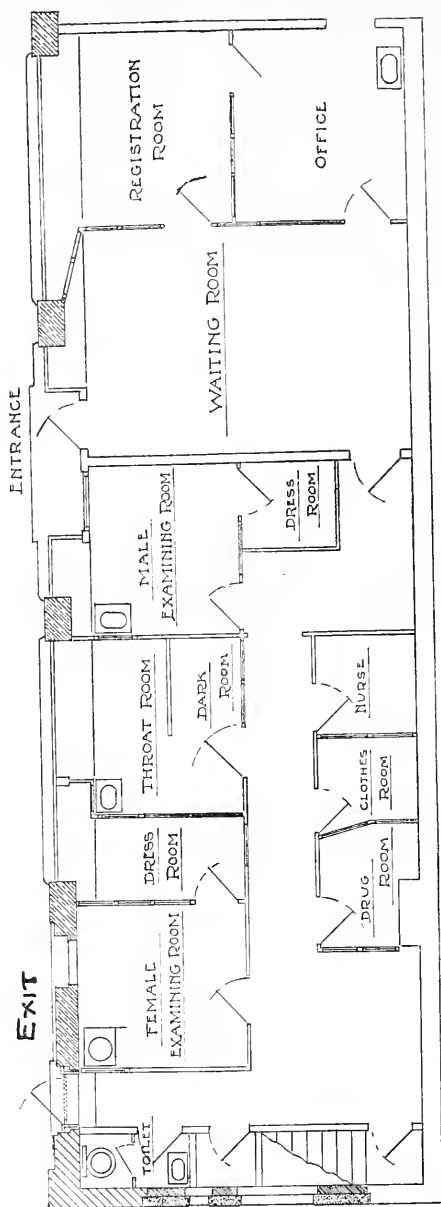 ENTRANCE
EXIT
REGISTRATION
ROOM
OFFICE
WAITING ROOM
MALE
EXAMINING ROOM
DRESS
ROOM
THROAT ROOM
DARK
ROOM
NURSE
CLOTHES
ROOM
DRESS
ROOM
DRUG
ROOM
FEMALE
EXAMINING ROOM
TOILET